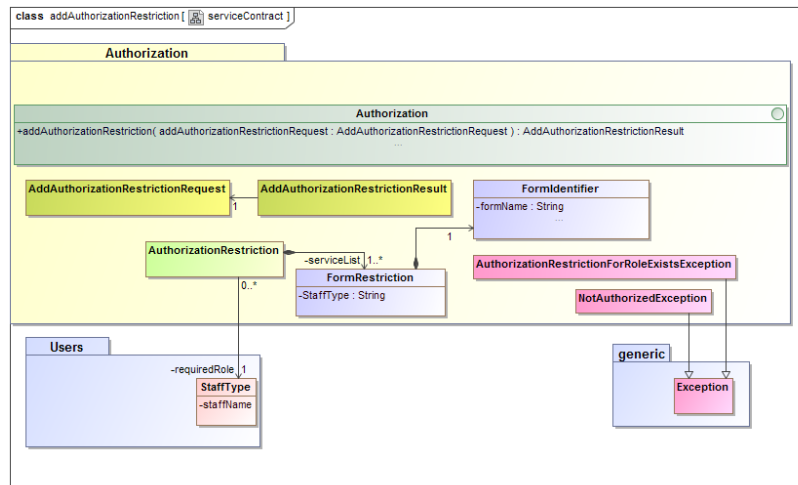 class addAuthorizationRestriction [ serviceContract ]
Authorization
Authorization
+addAuthorizationRestriction( addAuthorizationRestrictionRequest : AddAuthorizationRestrictionRequest ) : AddAuthorizationRestrictionResult
...
AddAuthorizationRestrictionRequest
1
AddAuthorizationRestrictionResult
FormIdentifier
-formName : String
...
1
AuthorizationRestriction
-serviceList 1..*
0..*
FormRestriction
-StaffType : String
AuthorizationRestrictionForRoleExistsException
NotAuthorizedException
Users
-requiredRole 1
StaffType
-staffName
generic
Exception